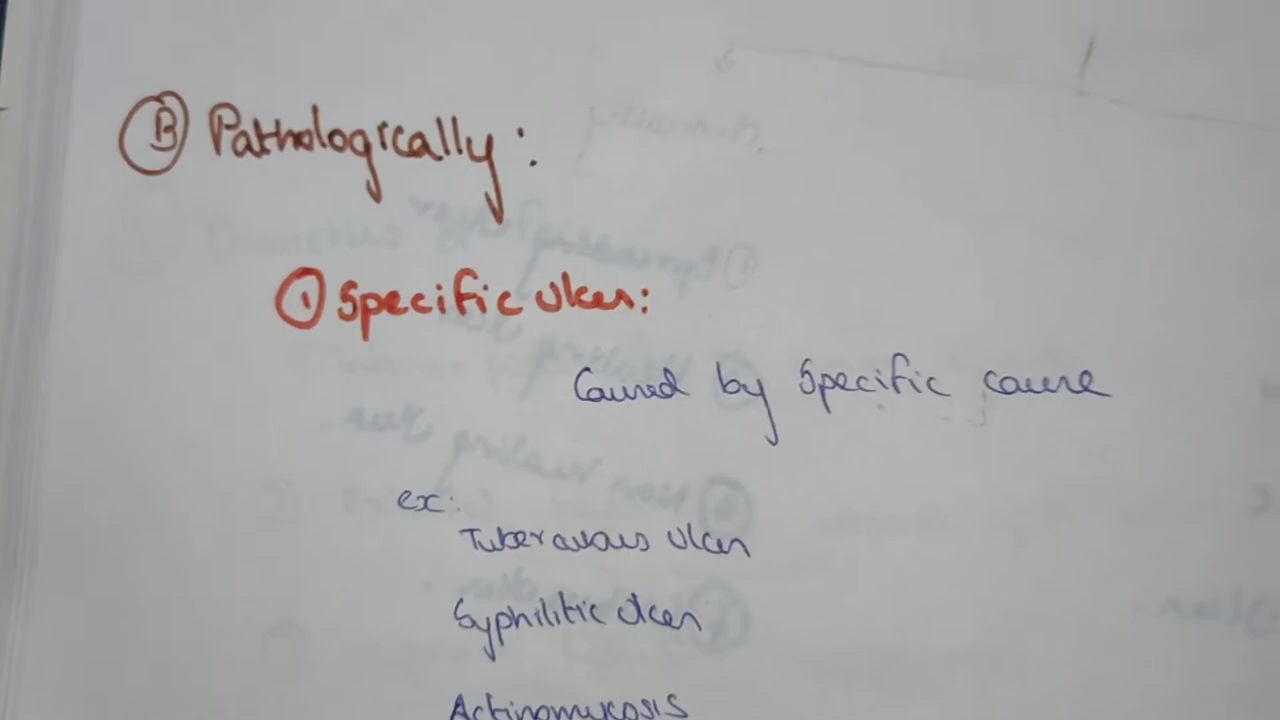 Ⓑ Pathologically:
① Specific Ulcer:
Caused by Specific cause
ex:
Tuberculous Ulcer
Syphilitic Ulcer
Actinomycosis